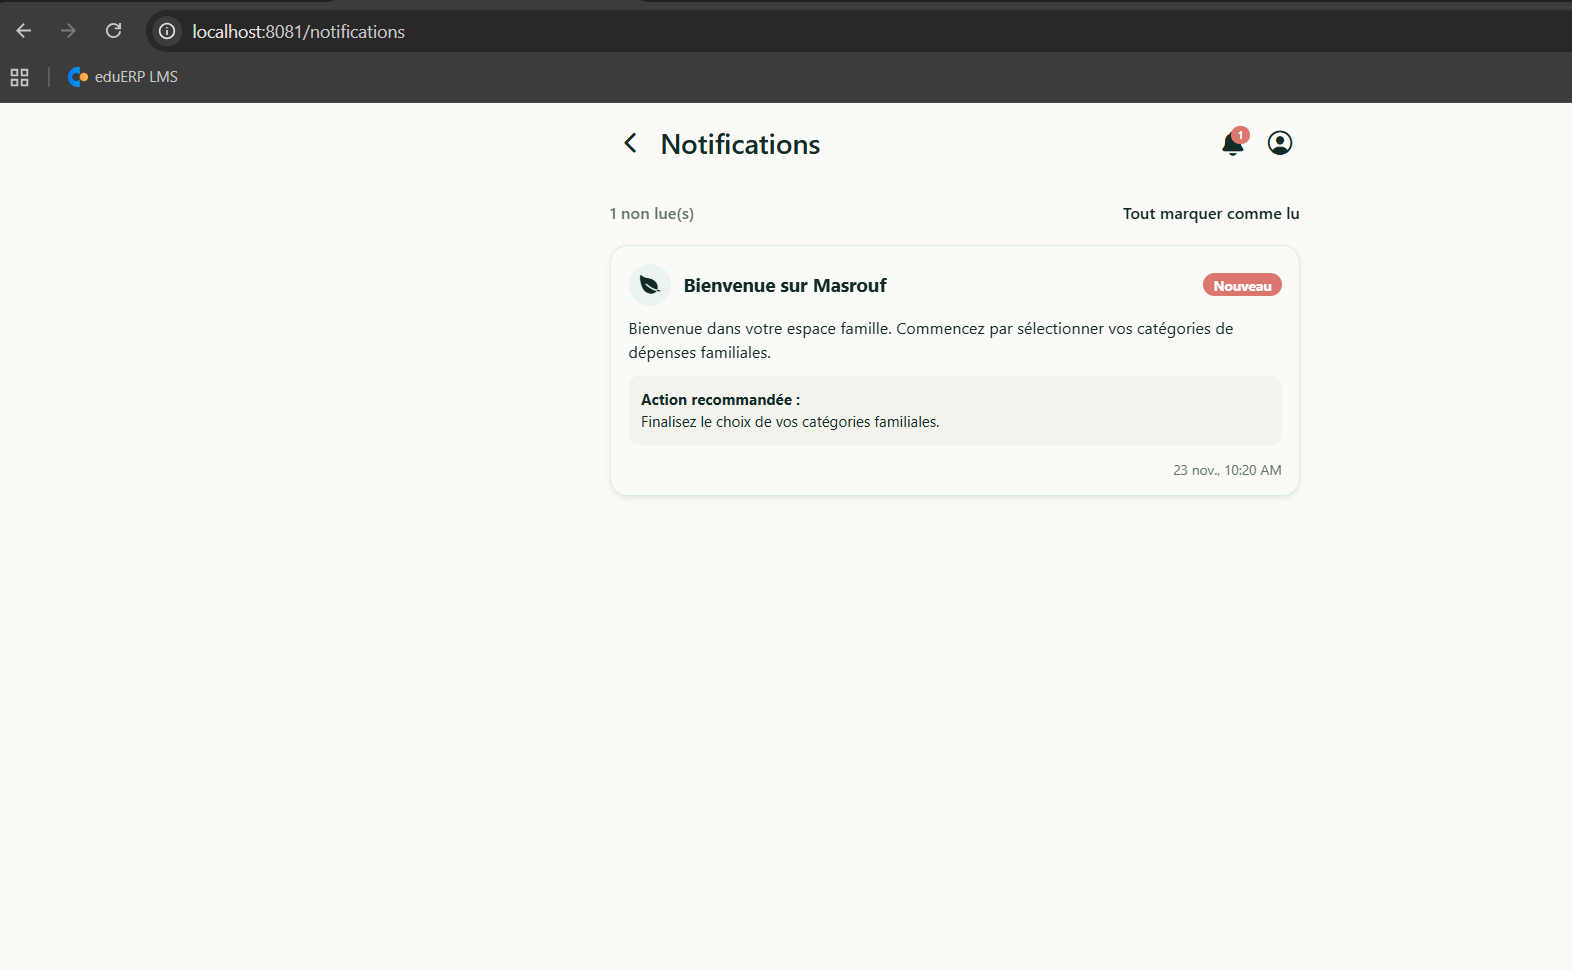 localhost:8081/notifications
eduERP LMS
Notifications
1
1 non lue(s)
Tout marquer comme lu
Bienvenue sur Masrouf
Nouveau
Bienvenue dans votre espace famille. Commencez par sélectionner vos catégories de
dépenses familiales.
Action recommandée :
Finalisez le choix de vos catégories familiales.
23 nov., 10:20 AM